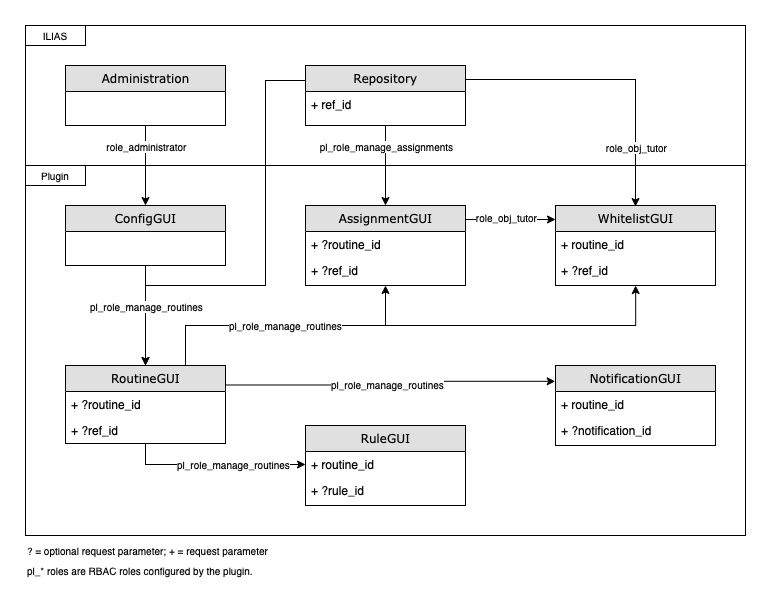 ILIAS
Administration
Repository
+ ref_id
role_administrator
pl_role_manage_assignments
role_obj_tutor
Plugin
ConfigGUI
AssignmentGUI
+ ?routine_id
+ ?ref_id
role_obj_tutor
WhitelistGUI
+ routine_id
+ ?ref_id
pl_role_manage_routines
pl_role_manage_routines
RoutineGUI
+ ?routine_id
+ ?ref_id
pl_role_manage_routines
NotificationGUI
+ routine_id
+ ?notification_id
pl_role_manage_routines
RuleGUI
+ routine_id
+ ?rule_id
? = optional request parameter; + = request parameter
pl_* roles are RBAC roles configured by the plugin.